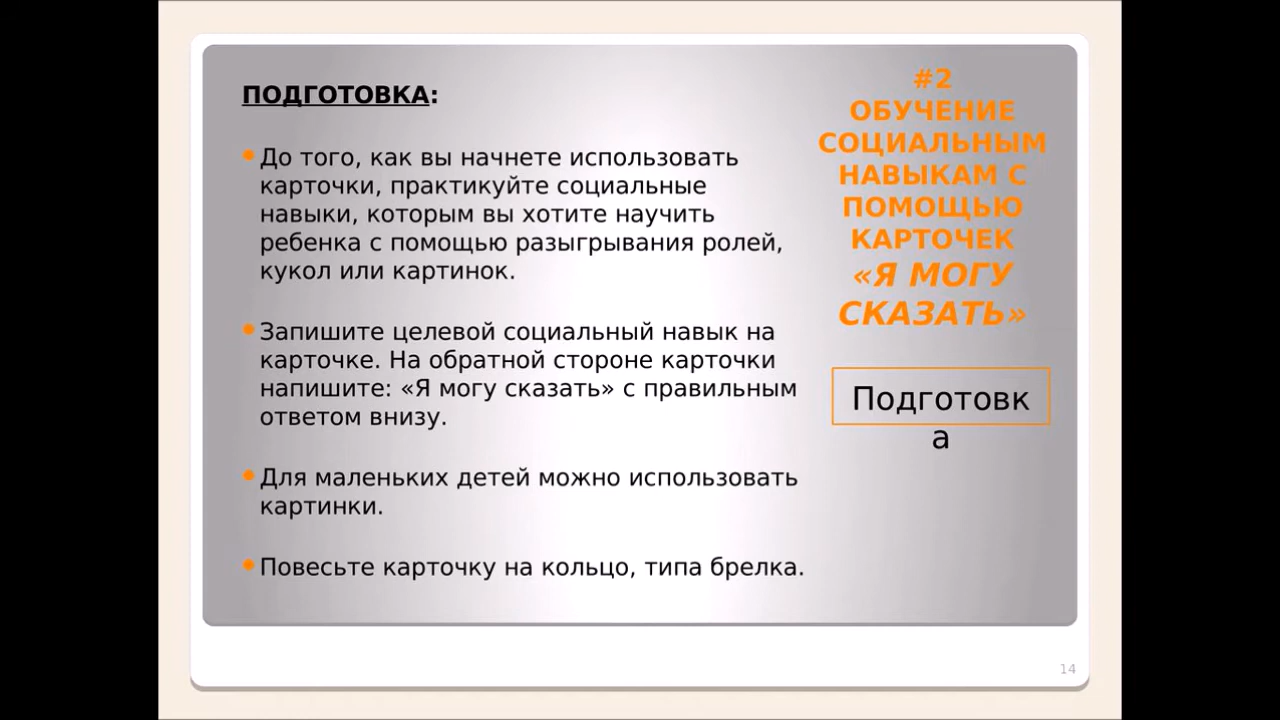 ПОДГОТОВКА:
До того, как вы начнете использовать
карточки, практикуйте социальные
навыки, которым вы хотите научить
ребенка с помощью разыгрывания ролей,
кукол или картинок.
Запишите целевой социальный навык на
карточке. На обратной стороне карточки
напишите: «Я могу сказать» с правильным
ответом внизу.
Для маленьких детей можно использовать
картинки.
Повесьте карточку на кольцо, типа брелка.
#2
ОБУЧЕНИЕ
СОЦИАЛЬНЫМ
НАВЫКАМ С
ПОМОЩЬЮ
КАРТОЧЕК
«Я МОГУ
СКАЗАТЬ»
Подготовк
а
14